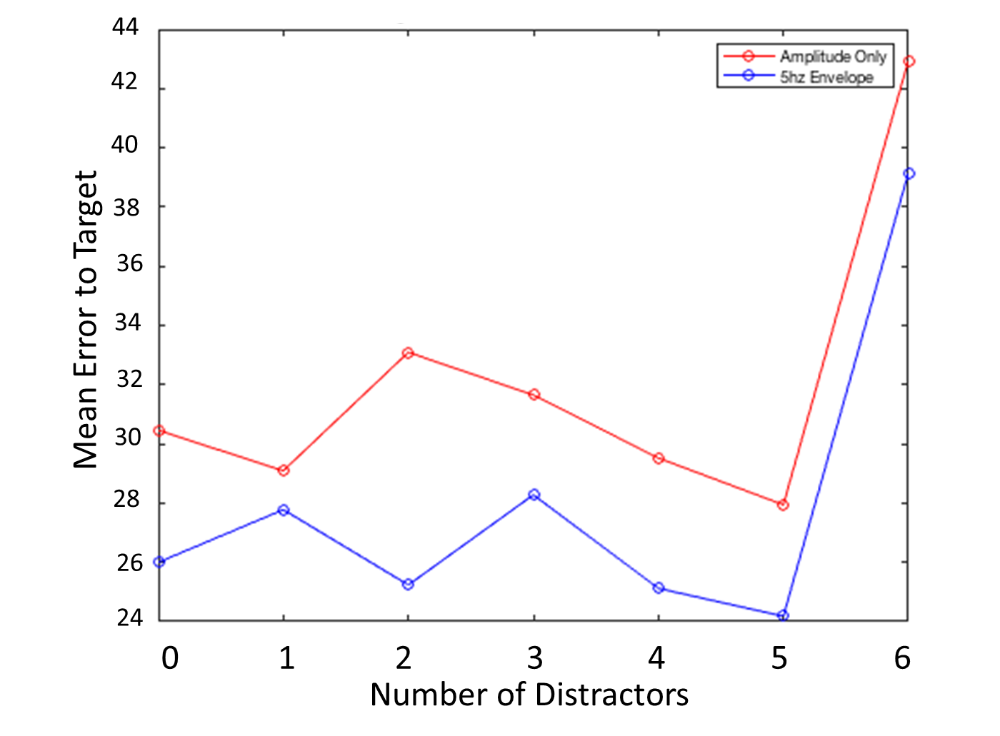 44
42
40
38
36
34
32
30
28
26
24
Mean Error to Target
Amplitude Only
5hz Envelope
0 1 2 3 4 5 6
Number of Distractors